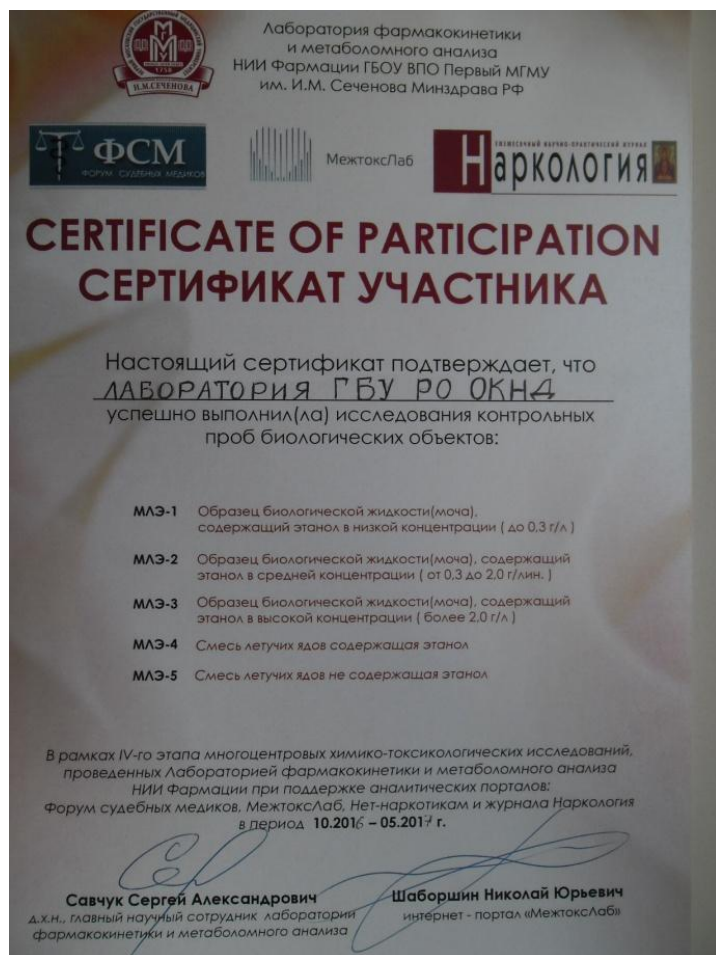 Лаборатория фармакокинетики
и метаболомного анализа
НИИ Фармации ГБОУ ВПО Первый МГМУ
им. И.М. Сеченова Минздрава РФ
1758
И.М.СЕЧЕНОВА
ФСМ
ФОРУМ СУДЕБНЫХ МЕДИКОВ
МежтоксЛаб
ЕЖЕМЕСЯЧНЫЙ НАУЧНО-ПРАКТИЧЕСКИЙ ЖУРНАЛ
Наркология
CERTIFICATE OF PARTICIPATION
СЕРТИФИКАТ УЧАСТНИКА
Настоящий сертификат подтверждает, что
ЛАБОРАТОРИЯ ГБУ РО ОКНД
успешно выполнил(ла) исследования контрольных
проб биологических объектов:
МЛЭ-1 Образец биологической жидкости(моча),
содержащий этанол в низкой концентрации ( до 0,3 г/л )
МЛЭ-2 Образец биологической жидкости(моча), содержащий
этанол в средней концентрации ( от 0,3 до 2,0 г/лин. )
МЛЭ-3 Образец биологической жидкости(моча), содержащий
этанол в высокой концентрации ( более 2,0 г/л )
МЛЭ-4 Смесь летучих ядов содержащая этанол
МЛЭ-5 Смесь летучих ядов не содержащая этанол
В рамках IV-го этапа многоцентровых химико-токсикологических исследований,
проведенных Лабораторией фармакокинетики и метаболомного анализа
НИИ Фармации при поддержке аналитических порталов:
Форум судебных медиков, МежтоксЛаб, Нет-наркотикам и журнала Наркология
в период 10.2016 – 05.2017 г.
Савчук Сергей Александрович
д.х.н., главный научный сотрудник лаборатории
фармакокинетики и метаболомного анализа
Шаборшин Николай Юрьевич
интернет - портал «МежтоксЛаб»